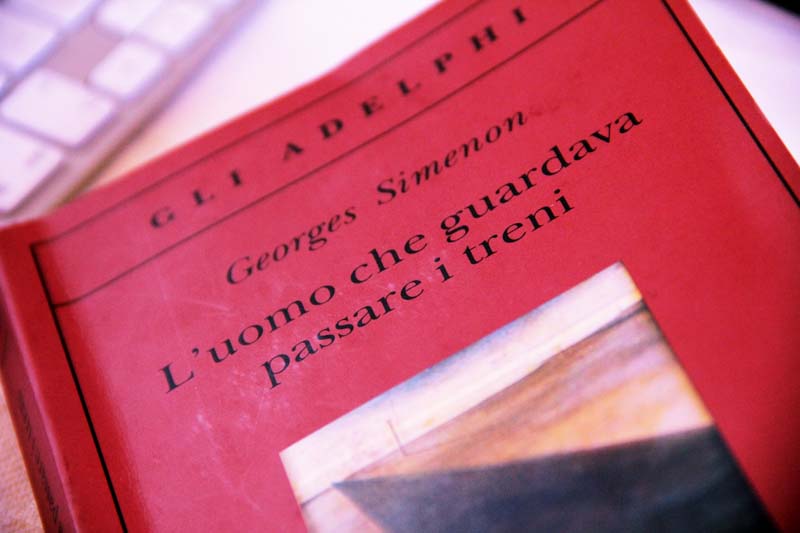 GLI ADELPHI
Georges Simenon
L'uomo che guardava
passare i treni